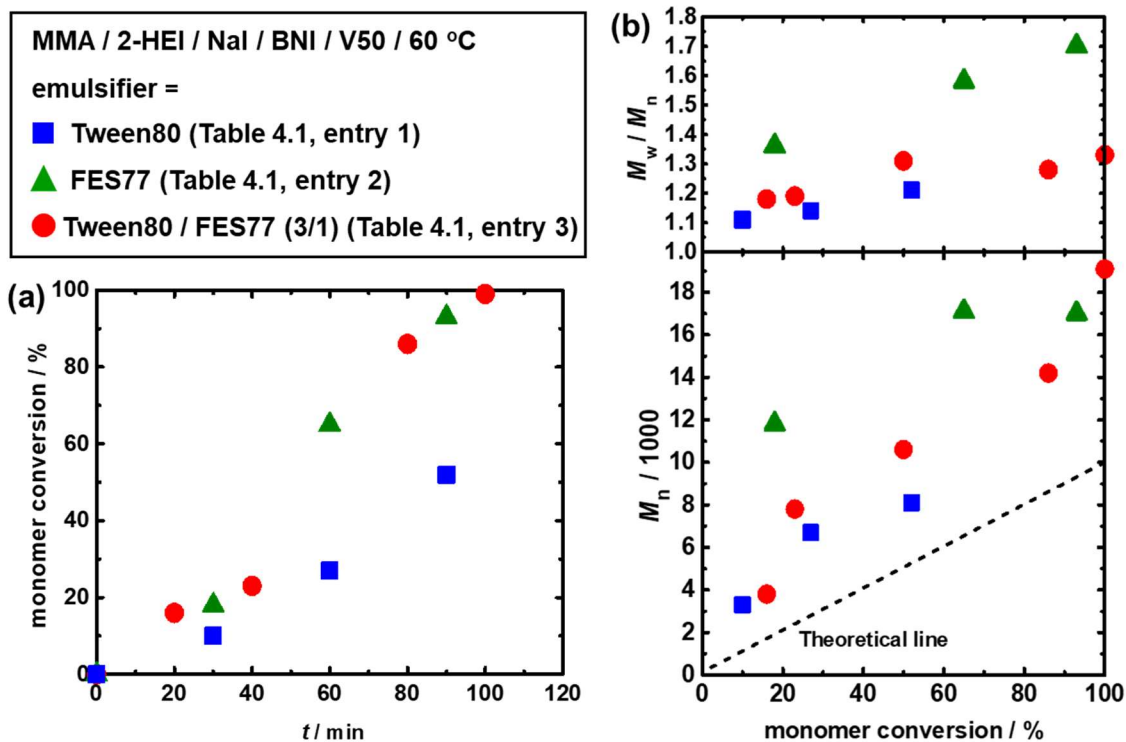 MMA / 2-HEI / NaI / BNI / V50 / 60 °C
emulsifier =
Tween80 (Table 4.1, entry 1)
FES77 (Table 4.1, entry 2)
Tween80 / FES77 (3/1) (Table 4.1, entry 3)
(a)
monomer conversion / %
100
80
60
40
20
0
0 20 40 60 80 100 120
t / min
(b)
Mw / Mn
1.8
1.7
1.6
1.5
1.4
1.3
1.2
1.1
1.0
Mn / 1000
18
16
14
12
10
8
6
4
2
0
Theoretical line
0 20 40 60 80 100
monomer conversion / %